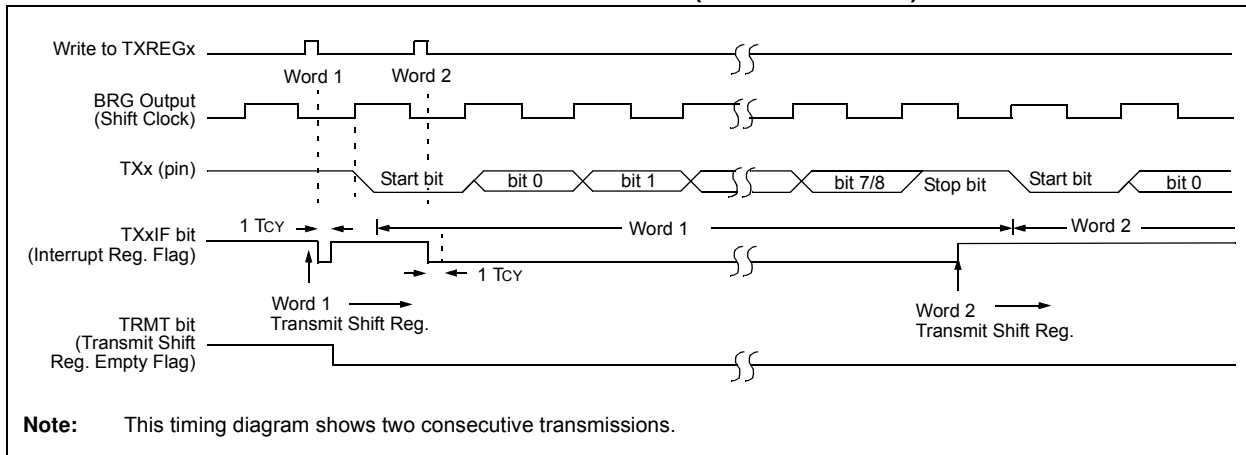 Write to TXREGx
Word 1
Word 2
BRG Output
(Shift Clock)
TXx (pin)
Start bit
bit 0
bit 1
bit 7/8
Stop bit
Start bit
bit 0
1 TCY
Word 1
Word 2
TXxIF bit
(Interrupt Reg. Flag)
1 TCY
Word 1
Transmit Shift Reg.
Word 2
Transmit Shift Reg.
TRMT bit
(Transmit Shift
Reg. Empty Flag)
Note: This timing diagram shows two consecutive transmissions.